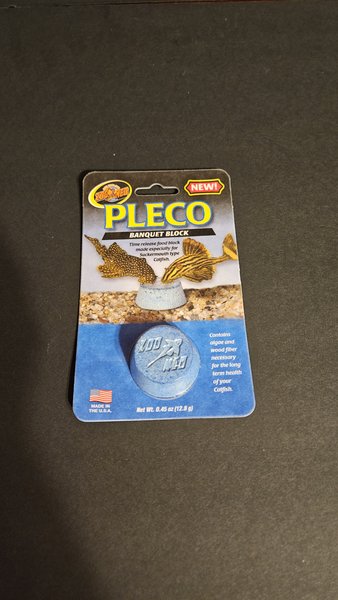 ZOO MED
NEW!
PLECO
BANQUET BLOCK
Time release food block
made especially for
Suckermouth type
Catfish.
ZOO
MED
Contains
algae and
wood fiber
necessary
for the long
term health
of your
Catfish.
MADE IN
THE U.S.A.
Net Wt. 0.45 oz (12.8 g)